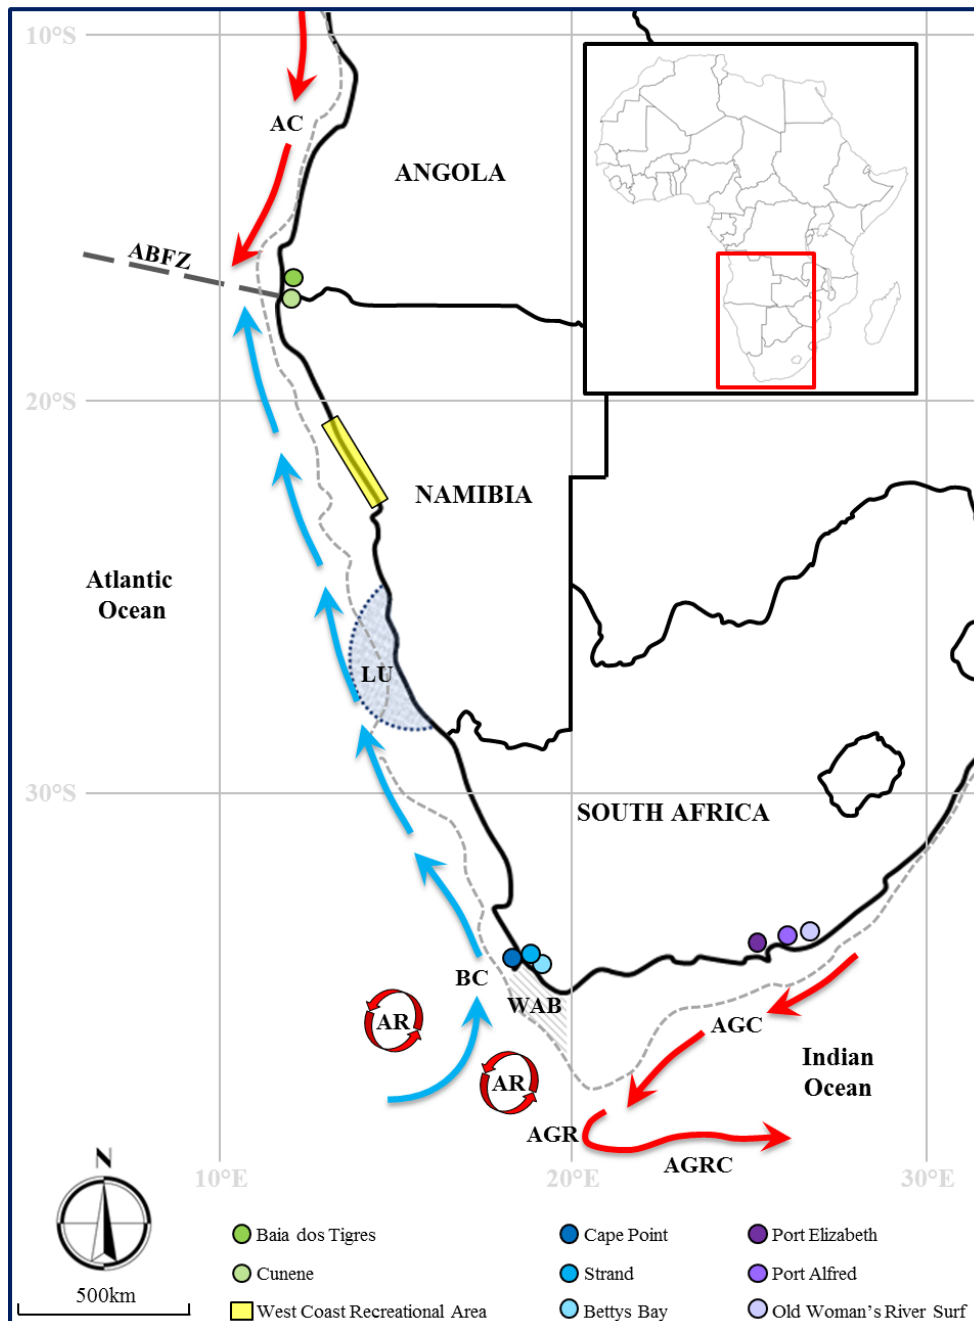 10°S
AC
ANGOLA
ABFZ
20°S
NAMIBIA
Atlantic
Ocean
LU
30°S
SOUTH AFRICA
BC
WAB
AR
AGC
Indian
Ocean
AR
AGR
AGRC
N
10°E
20°E
30°E
500km
Baia dos Tigres
Cape Point
Port Elizabeth
Cunene
Strand
Port Alfred
West Coast Recreational Area
Bettys Bay
Old Woman's River Surf